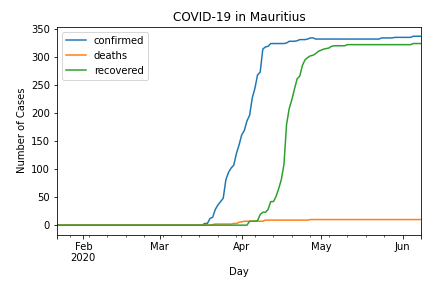 COVID-19 in Mauritius
350
300
250
200
150
100
50
0
Number of Cases
confirmed
deaths
recovered
Feb
2020
Mar
Apr
May
Jun
Day